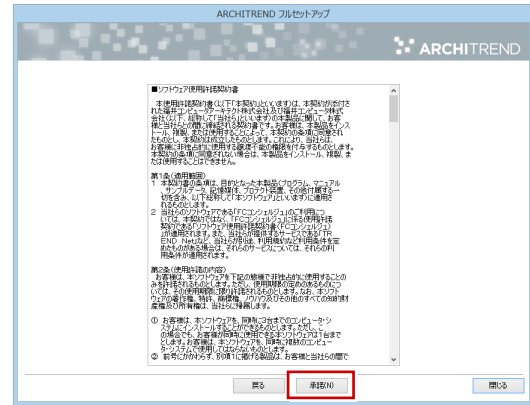 ARCHITREND フルセットアップ
ARCHITREND
■ソフトウェア使用許諾契約書
本使用許諾契約書(以下「本契約」といいます)は、本契約が添付さ
れた福井コンピュータアーキテクト株式会社及び福井コンピュータ株式
会社(以下、総称して「当社ら」といいます)の本製品に関して、お客
様と当社らとの間に締結される契約書です。お客様は、本製品をインス
トール、複製、または使用することによって、本契約の条項に同意され
たものとし、本契約は成立したものとします。これにより、当社らは、
お客様に非独占的に使用する譲渡不能の権限を付与するものとします。
本契約の条項に同意されない場合は、本製品をインストール、複製、ま
たは使用することはできません。
第1条(適用範囲)
1 本契約書の条項は、目的となった本製品(プログラム、マニュアル
、サンプルデータ、記憶媒体、プロテクト装置、その他付属する一
切を含み、以下総称して「本ソフトウェア」といいます)に適用さ
れるものとします。
2 当社らのソフトウェアである「FCコンシェルジュ」のご利用につ
いては、本契約ではなく、「FCコンシェルジュ」に係る使用許諾
契約である「ソフトウェア使用許諾契約書(FCコンシェルジュ)
」が適用されます。また、当社らが提供するサービスである「TR
END Net」など、当社らが別途、利用規約など利用条件を定
めたものがある場合は、それらのサービスについては、それらの利
用条件が適用されます。
第2条(使用許諾の内容)
お客様は、本ソフトウェアを下記の態様で非独占的に使用することの
みを許諾されるものとします。ただし、使用期限の定めのあるものにつ
いては、その使用期限に限り許諾されるものとします。なお、本ソフト
ウェアの著作権、特許、商標権、ノウハウ及びその他のすべての知的財
産権及び所有権は、当社らに帰属します。
① お客様は、本ソフトウェアを、同時に3台までのコンピュータ・シ
ステムにインストールすることができるものとします。ただし、こ
の場合でも、お客様が同時に使用できる本ソフトウェアは1台まで
とします。お客様は、本ソフトウェアを、同時に複数のコンピュー
タ・システムで使用してはならないものとします。
② 前号にかかわらず、別項1に掲げる製品は、お客様と当社らの間で
戻る
承諾(N)
閉じる